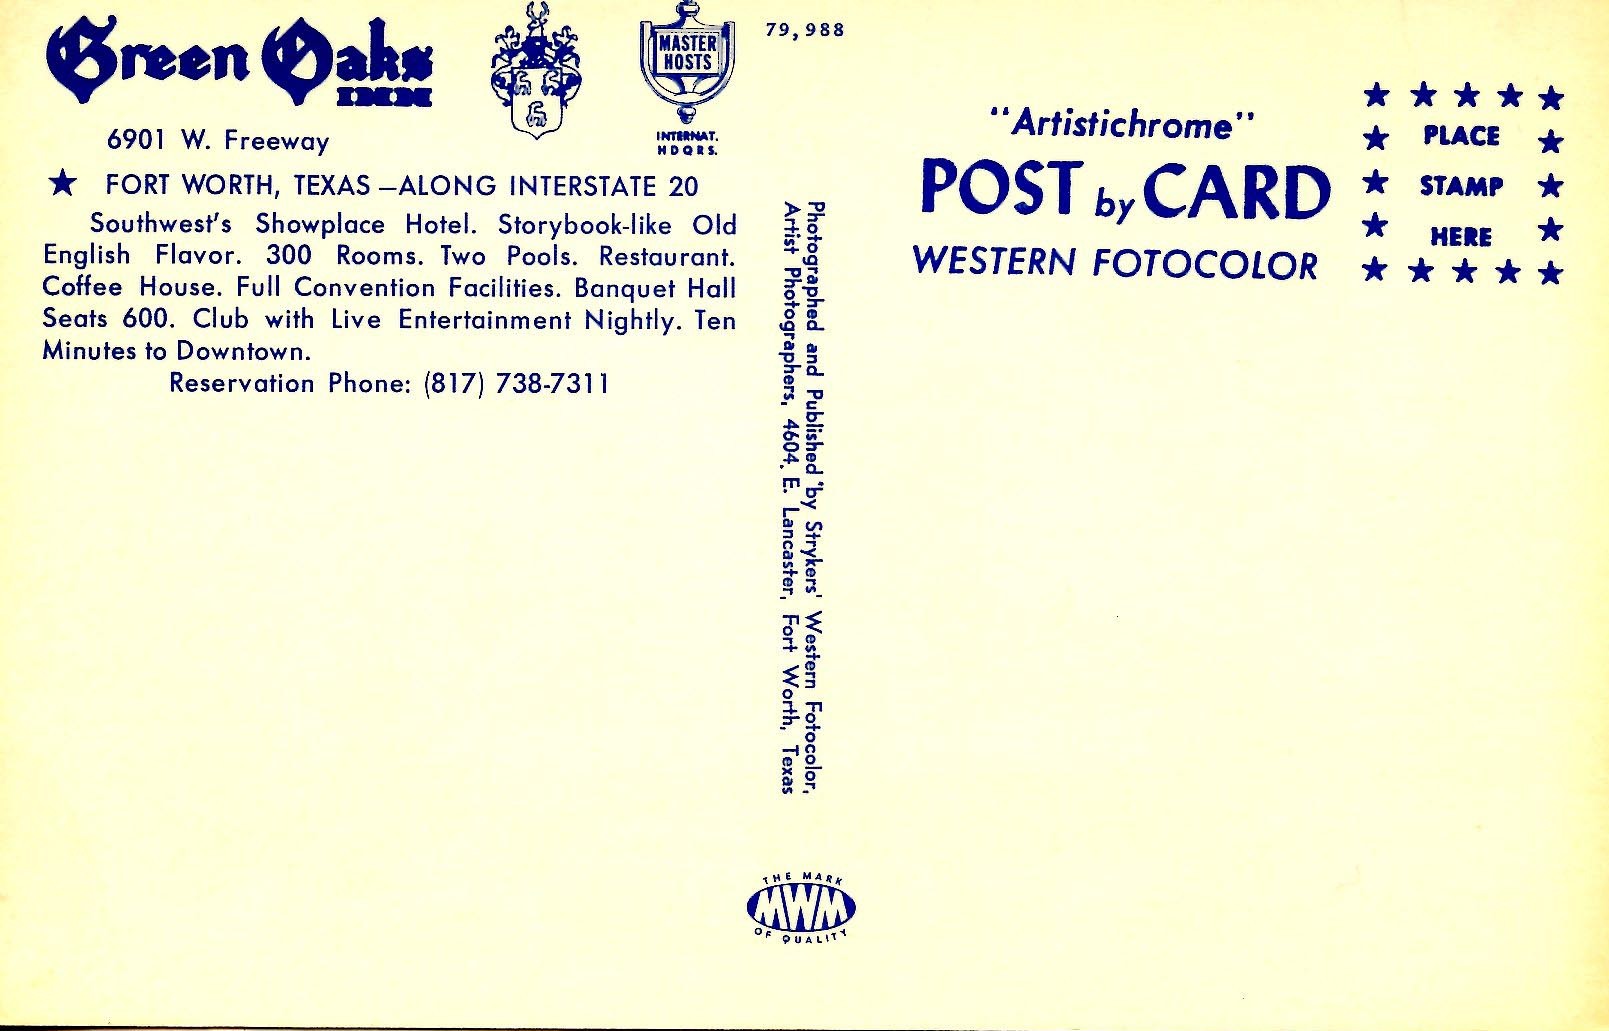 Green Oaks
INN
MASTER
HOSTS
INTERNAT.
HDQRS.
79,988
6901 W. Freeway
★ FORT WORTH, TEXAS—ALONG INTERSTATE 20
Southwest's Showplace Hotel. Storybook-like Old
English Flavor. 300 Rooms. Two Pools. Restaurant.
Coffee House. Full Convention Facilities. Banquet Hall
Seats 600. Club with Live Entertainment Nightly. Ten
Minutes to Downtown.
Reservation Phone: (817) 738-7311
Photographed and Published by Strykers' Western Fotocolor,
Artist Photographers, 4604 E. Lancaster, Fort Worth, Texas
THE MARK
MWM
OF QUALITY
"Artistichrome"
POST by CARD
WESTERN FOTOCOLOR
PLACE
STAMP
HERE